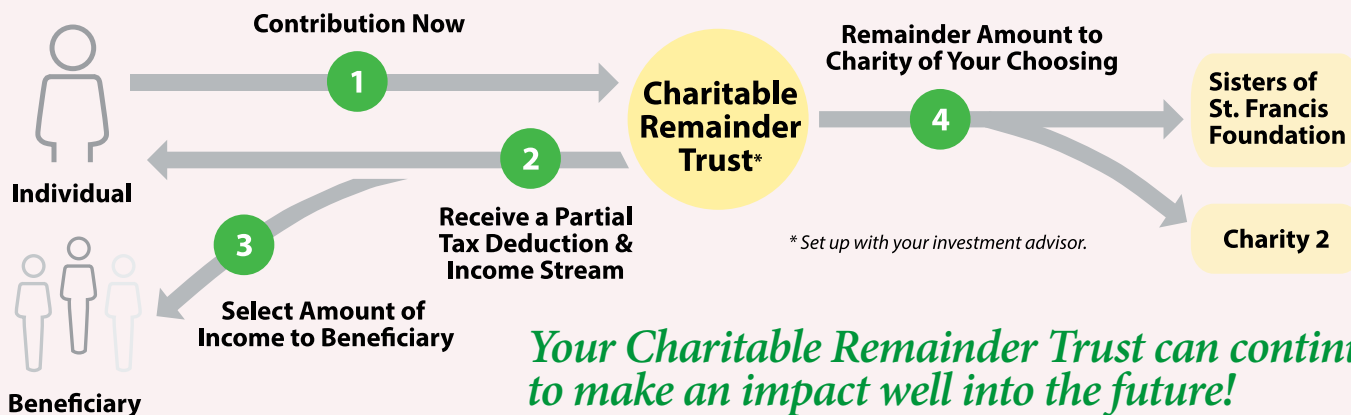 Contribution Now
1
Individual
2
Receive a Partial
Tax Deduction &
Income Stream
3
Select Amount of
Income to Beneficiary
Beneficiary
Charitable
Remainder
Trust*
Remainder Amount to
Charity of Your Choosing
4
Sisters of
St. Francis
Foundation
Charity 2
* Set up with your investment advisor.
Your Charitable Remainder Trust can
to make an impact well into the future!